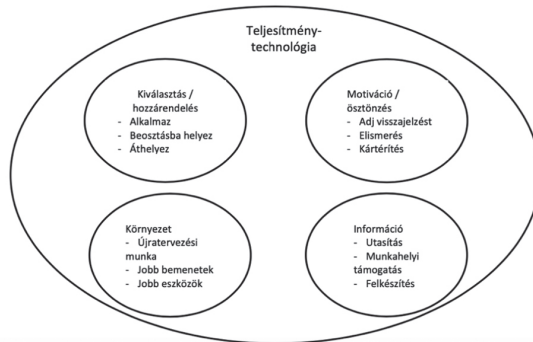 Teljesítmény-
technológia
Kiválasztás /
hozzárendelés
- Alkalmaz
- Beosztásba helyez
- Áthelyez
Motiváció /
ösztönzés
- Adj visszajelzést
- Elismerés
- Kártérítés
Környezet
- Újratervezési
munka
- Jobb bemenetek
- Jobb eszközök
Információ
- Utasítás
- Munkahelyi
támogatás
- Felkészítés